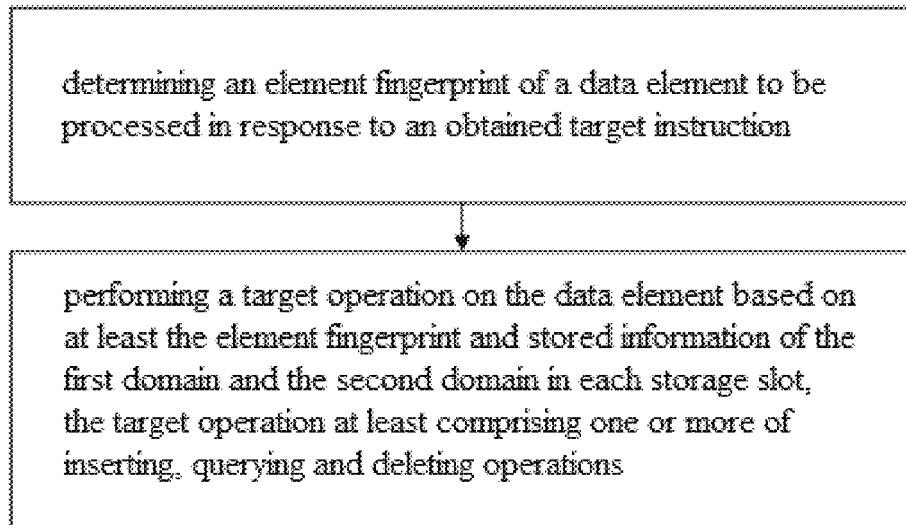 determining an element fingerprint of a data element to be
processed in response to an obtained target instruction
performing a target operation on the data element based on
at least the element fingerprint and stored information of the
first domain and the second domain in each storage slot,
the target operation at least comprising one or more of
inserting, querying and deleting operations